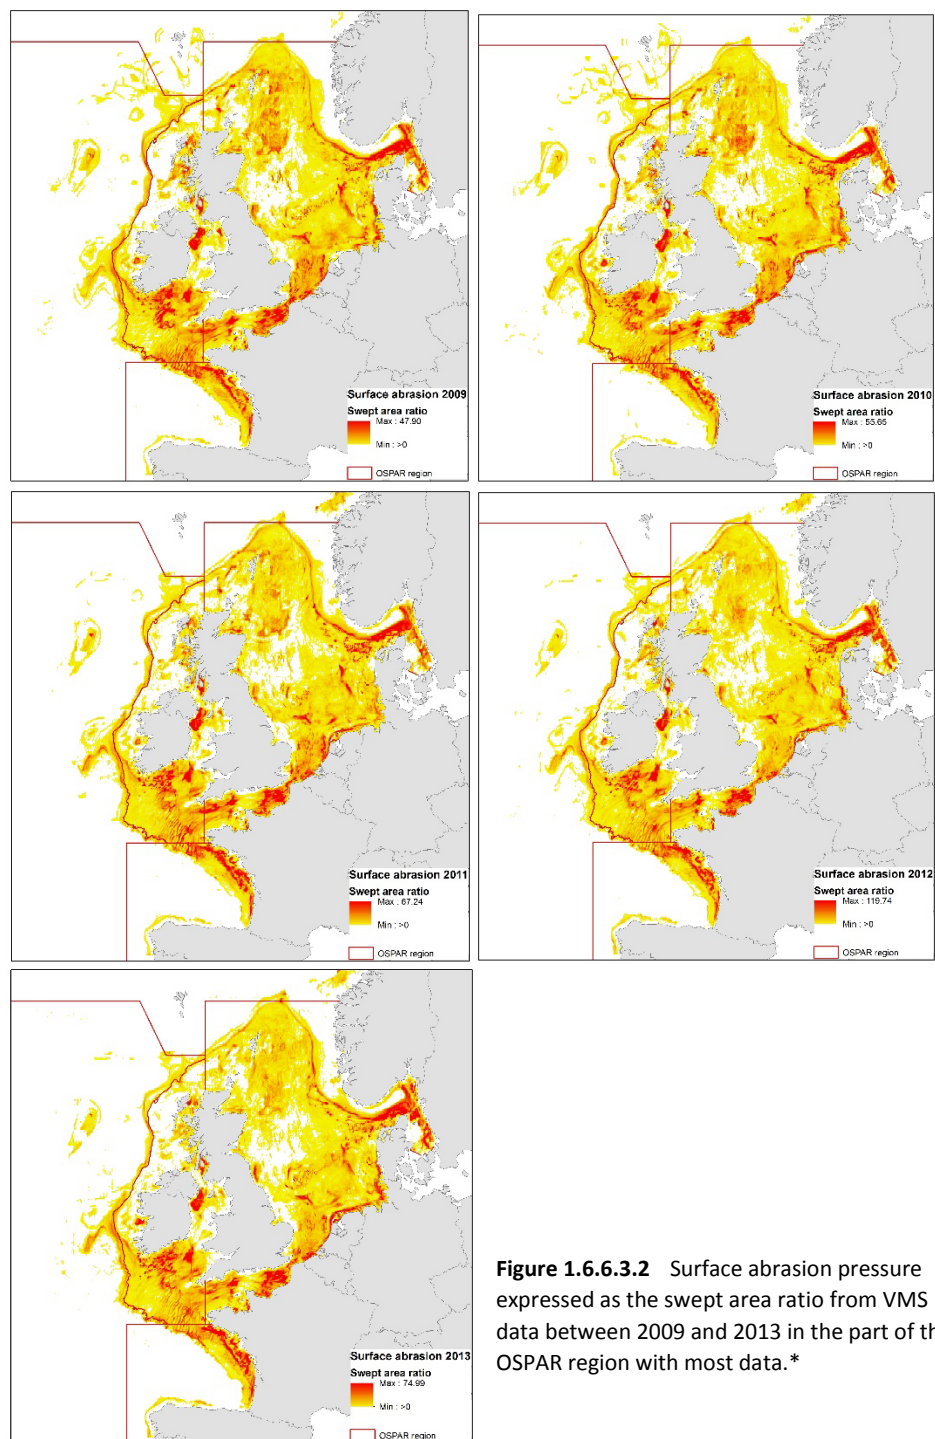 Surface abrasion 2009
Swept area ratio
Max : 47.90
Min : >0
OSPAR region
Surface abrasion 2010
Swept area ratio
Max : 55.65
Min : >0
OSPAR region
Surface abrasion 2011
Swept area ratio
Max : 67.24
Min : >0
OSPAR region
Surface abrasion 2012
Swept area ratio
Max : 119.74
Min : >0
OSPAR region
Surface abrasion 2013
Swept area ratio
Max : 74.99
Min : >0
OSPAR region
Figure 1.6.6.3.2 Surface abrasion pressure
expressed as the swept area ratio from VMS
data between 2009 and 2013 in the part of th
OSPAR region with most data.*